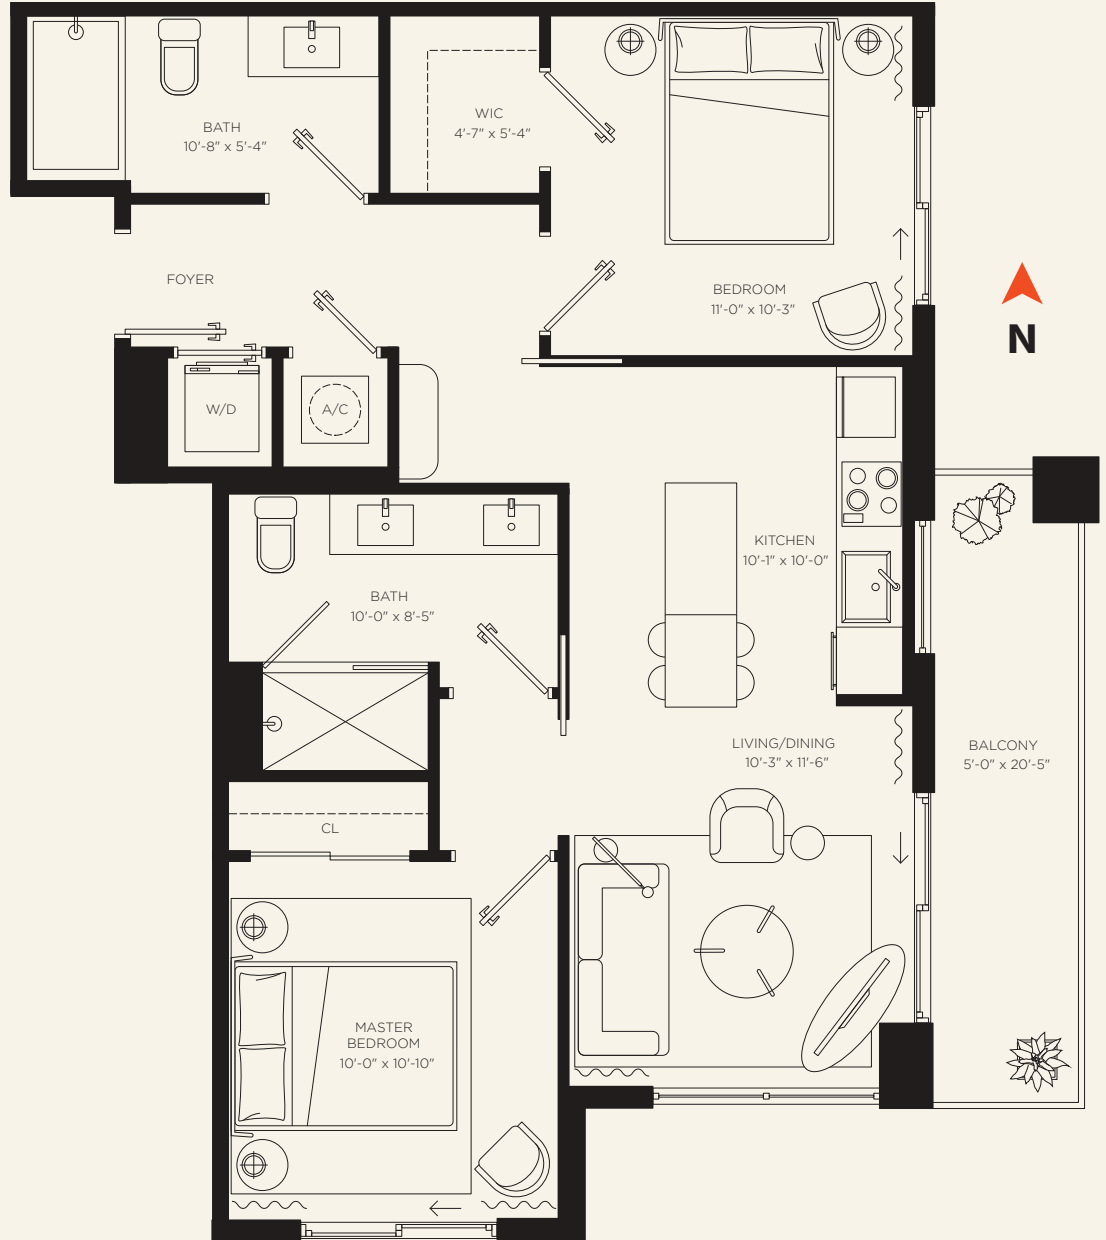 BATH
10'-8" x 5'-4"
WIC
4'-7" x 5'-4"
FOYER
BEDROOM
11'-0" x 10'-3"
N
W/D
A/C
KITCHEN
10'-1" x 10'-0"
BATH
10'-0" x 8'-5"
LIVING/DINING
10'-3" x 11'-6"
BALCONY
5'-0" x 20'-5"
CL
MASTER
BEDROOM
10'-0" x 10'-10"